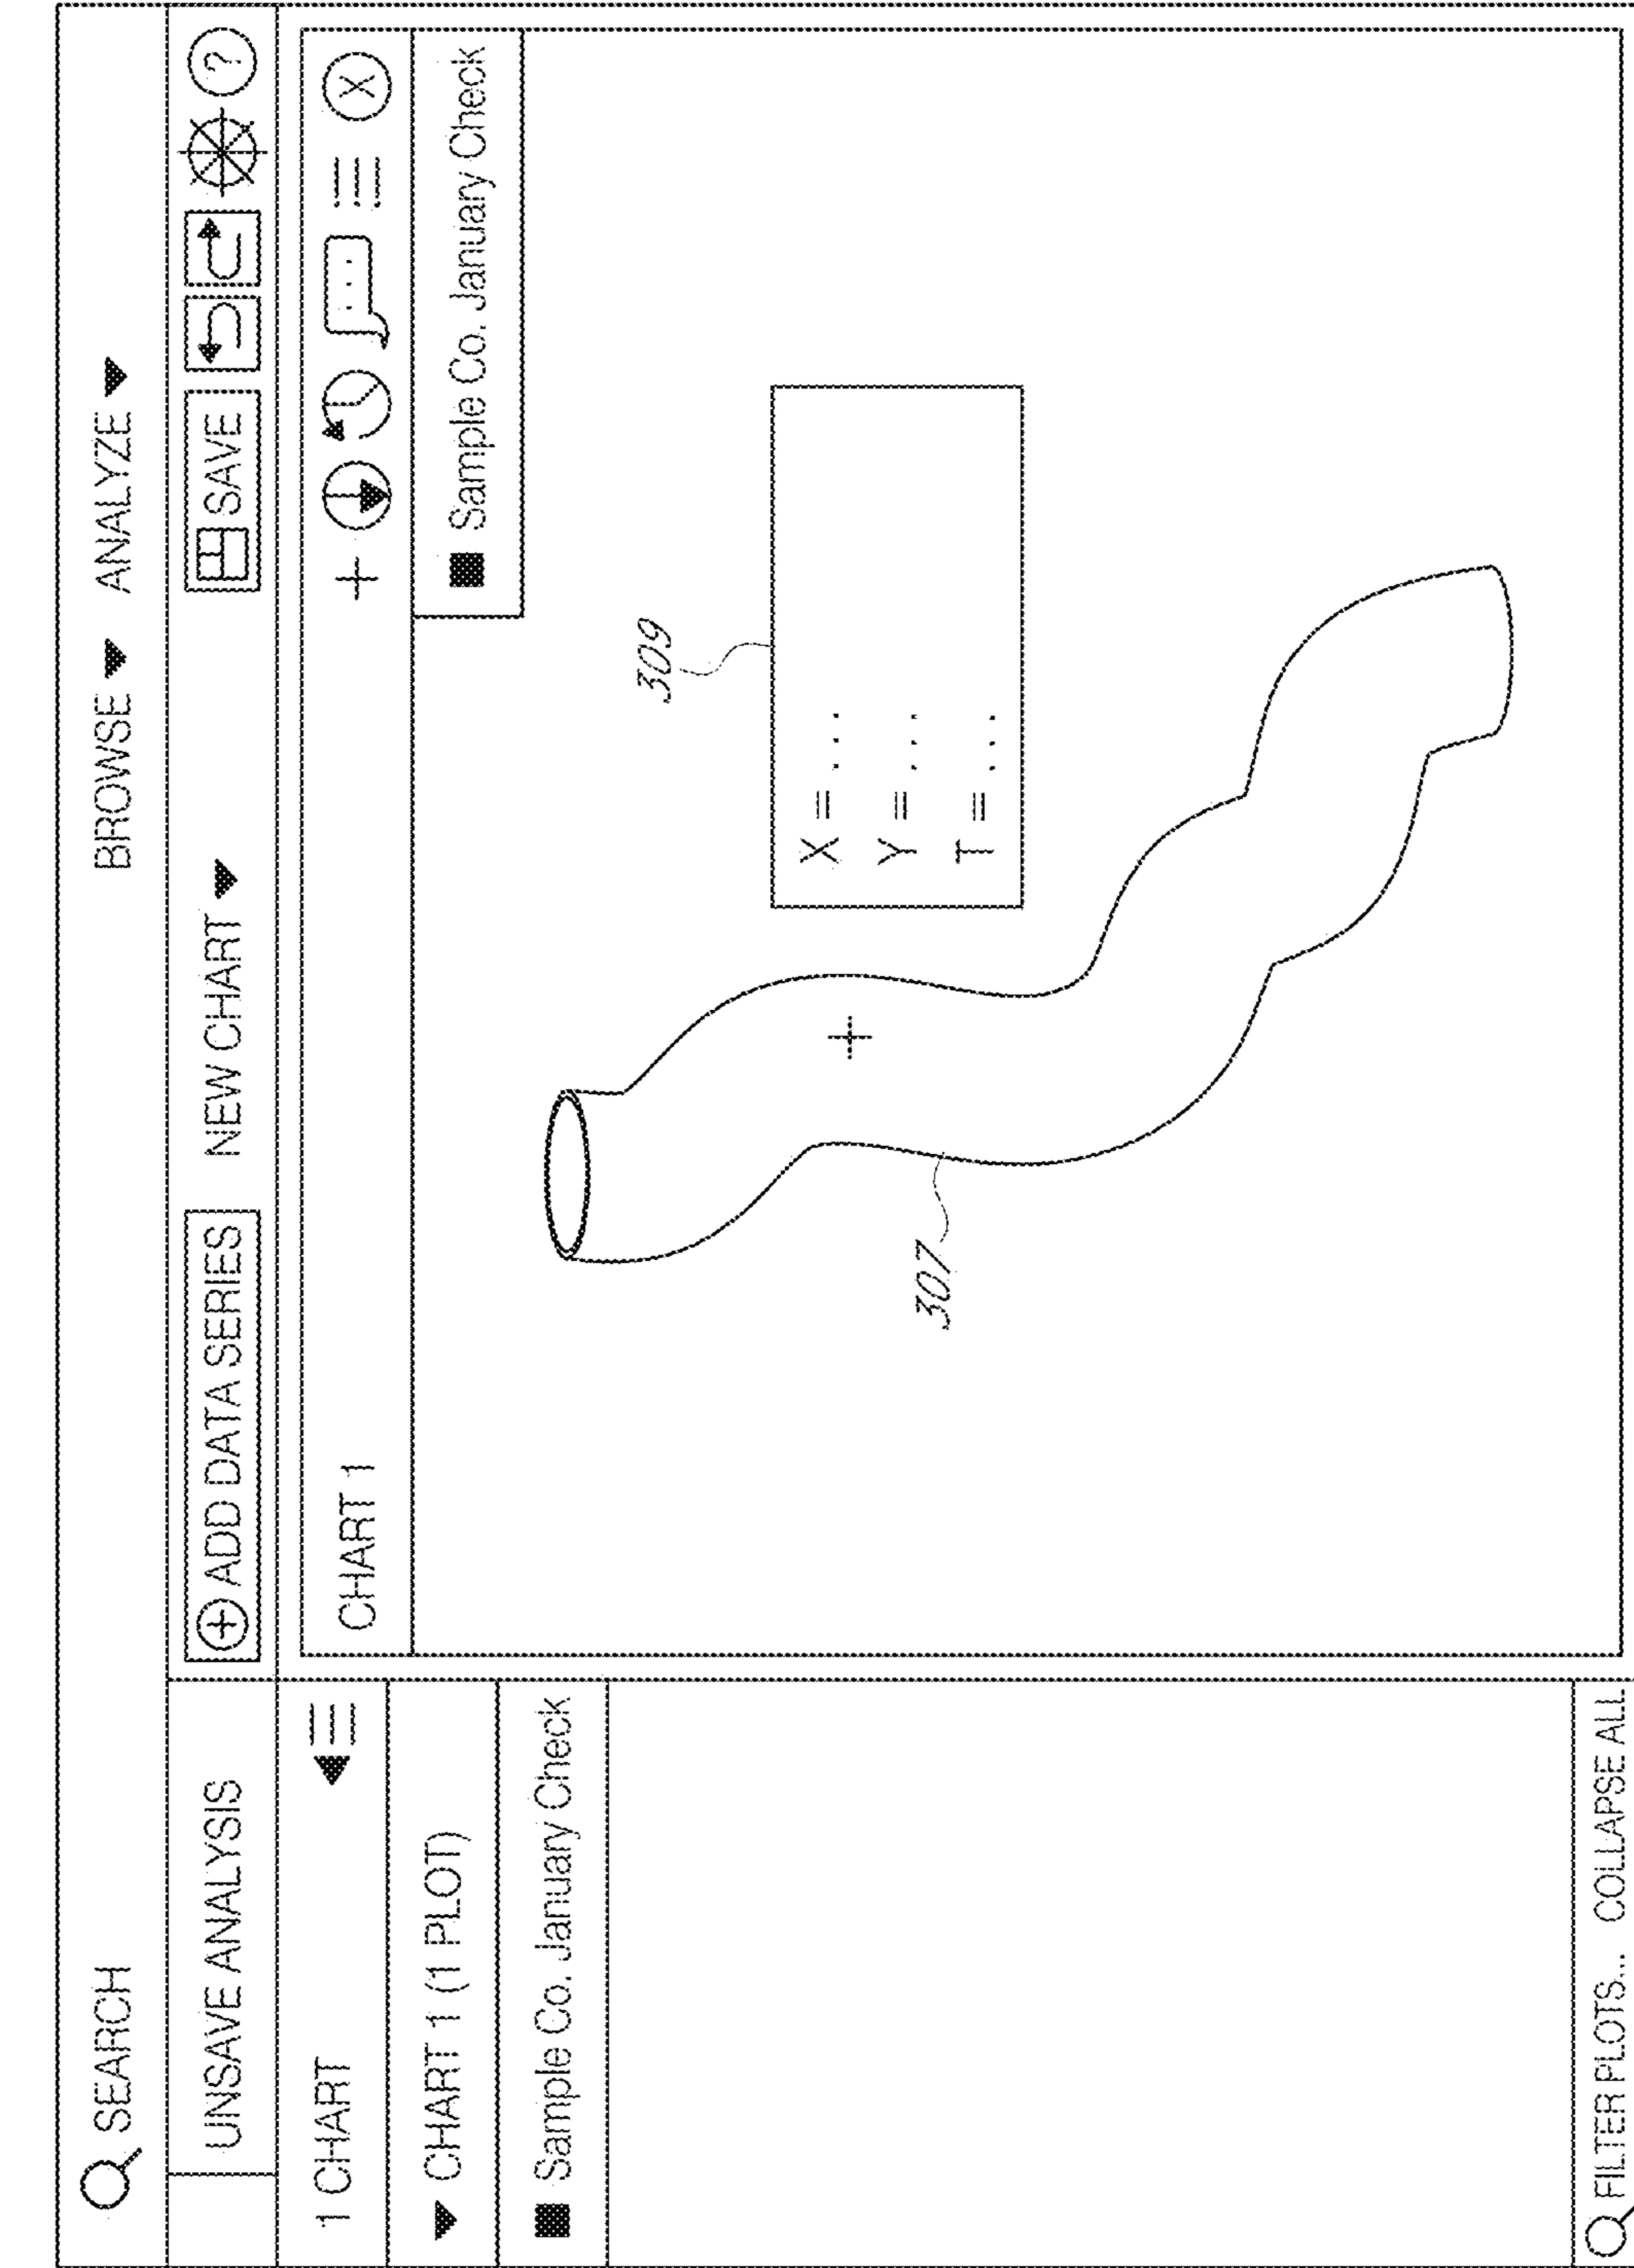 SEARCH BROWSE ANALYZE
UNSAVE ANALYSIS + ADD DATA SERIES NEW CHART SAVE ?
1 CHART
CHART 1 (1 PLOT)
Sample Co. January Check
FILTER PLOTS... COLLAPSE ALL
CHART 1 + ... X
Sample Co. January Check
309
X = ...
Y = ...
T = ...
307